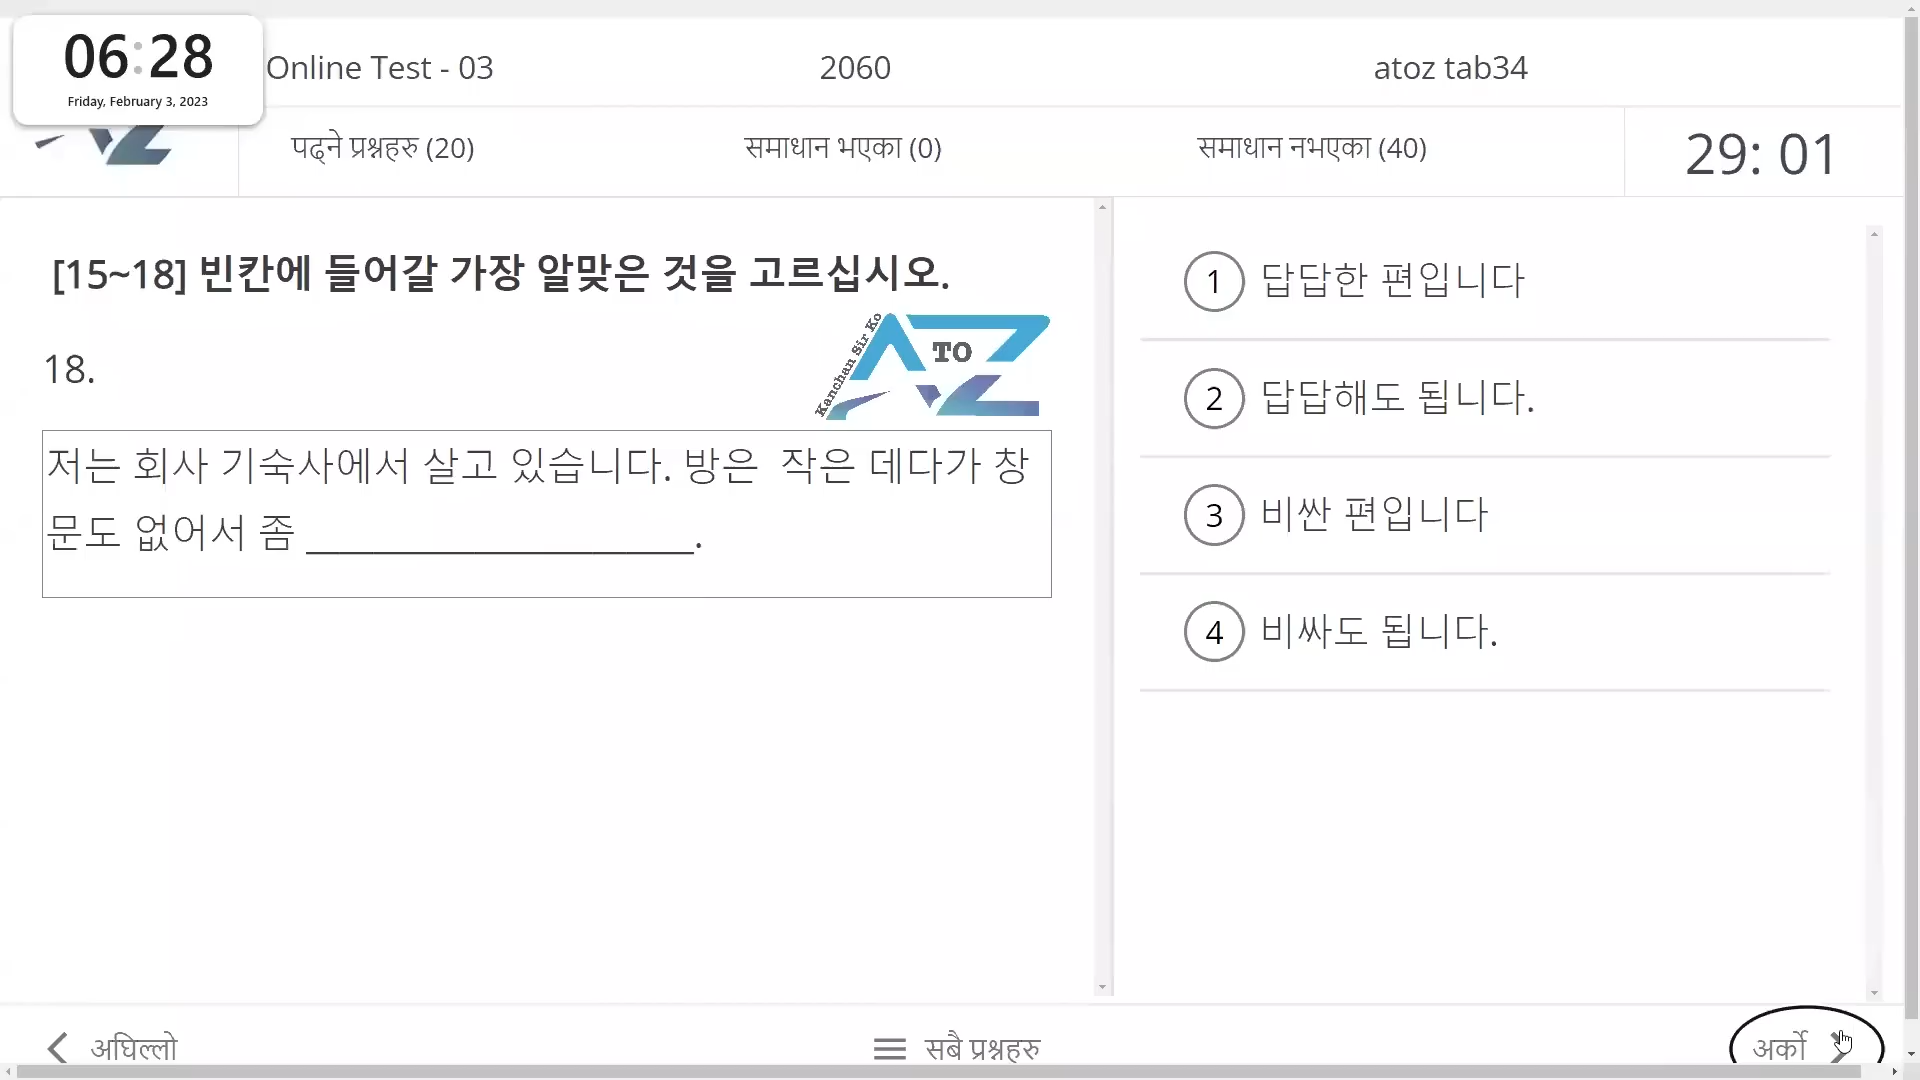 06:28
Friday, February 3, 2023
Online Test - 03
2060
atoz tab34
पढ्ने प्रश्नहरु (20)
समाधान भएका (0)
समाधान नभएका (40)
29: 01
[15~18] 빈칸에 들어갈 가장 알맞은 것을 고르십시오.
18.
Kanchan Sir Ko
A TO Z
저는 회사 기숙사에서 살고 있습니다. 방은 작은 데다가 창
문도 없어서 좀 ____________________.
1 답답한 편입니다
2 답답해도 됩니다.
3 비싼 편입니다
4 비싸도 됩니다.
अघिल्लो
सबै प्रश्नहरु
अर्को